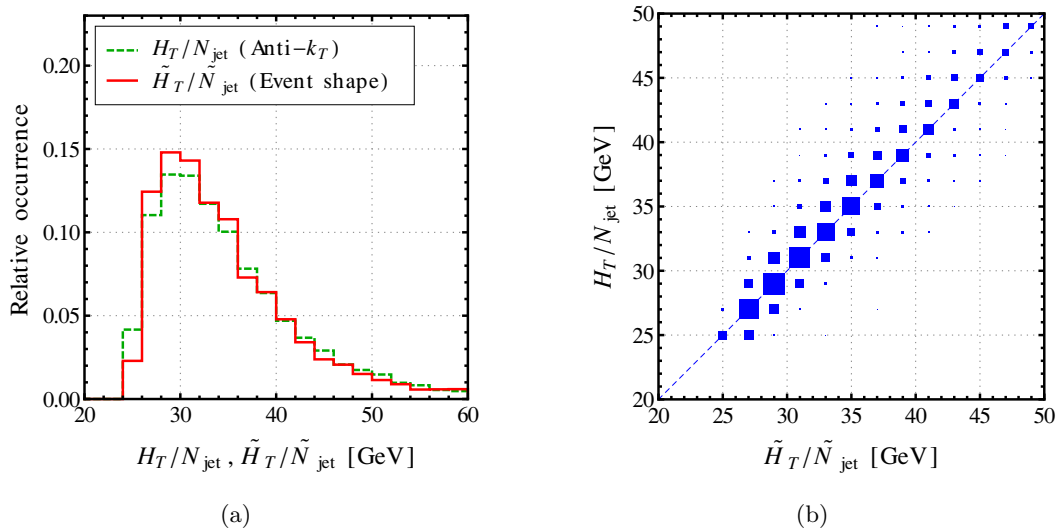 H_T/N_jet (Anti–k_T)
H̃_T/Ñ_jet (Event shape)
Relative occurrence
0.20
0.15
0.10
0.05
0.00
20 30 40 50 60
H_T/N_jet , H̃_T/Ñ_jet [GeV]
(a)
H_T/N_jet [GeV]
50
45
40
35
30
25
20
20 25 30 35 40 45 50
H̃_T/Ñ_jet [GeV]
(b)